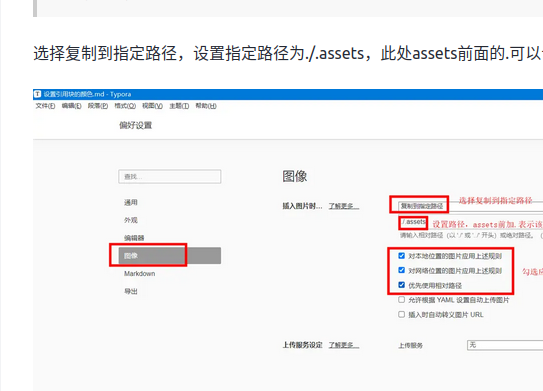 选择复制到指定路径，设置指定路径为./.assets，此处assets前面的.可以
T 设置引用块的颜色.md - Typora
文件(F) 编辑(E) 段落(P) 格式(O) 视图(V) 主题(T) 帮助(H)
偏好设置
查找...
图像
通用
插入图片时... 了解更多... 复制到指定路径 选择复制到指定路径
外观
./.assets 设置路径，assets前加.表示该
编辑器
请输入相对路径（以 './' 或 '../' 开头）或绝对路径。（
图像
对本地位置的图片应用上述规则
对网络位置的图片应用上述规则 勾选
Markdown
优先使用相对路径
导出
允许根据 YAML 设置自动上传图片
插入时自动转义图片 URL
上传服务设定 了解更多... 上传服务 无